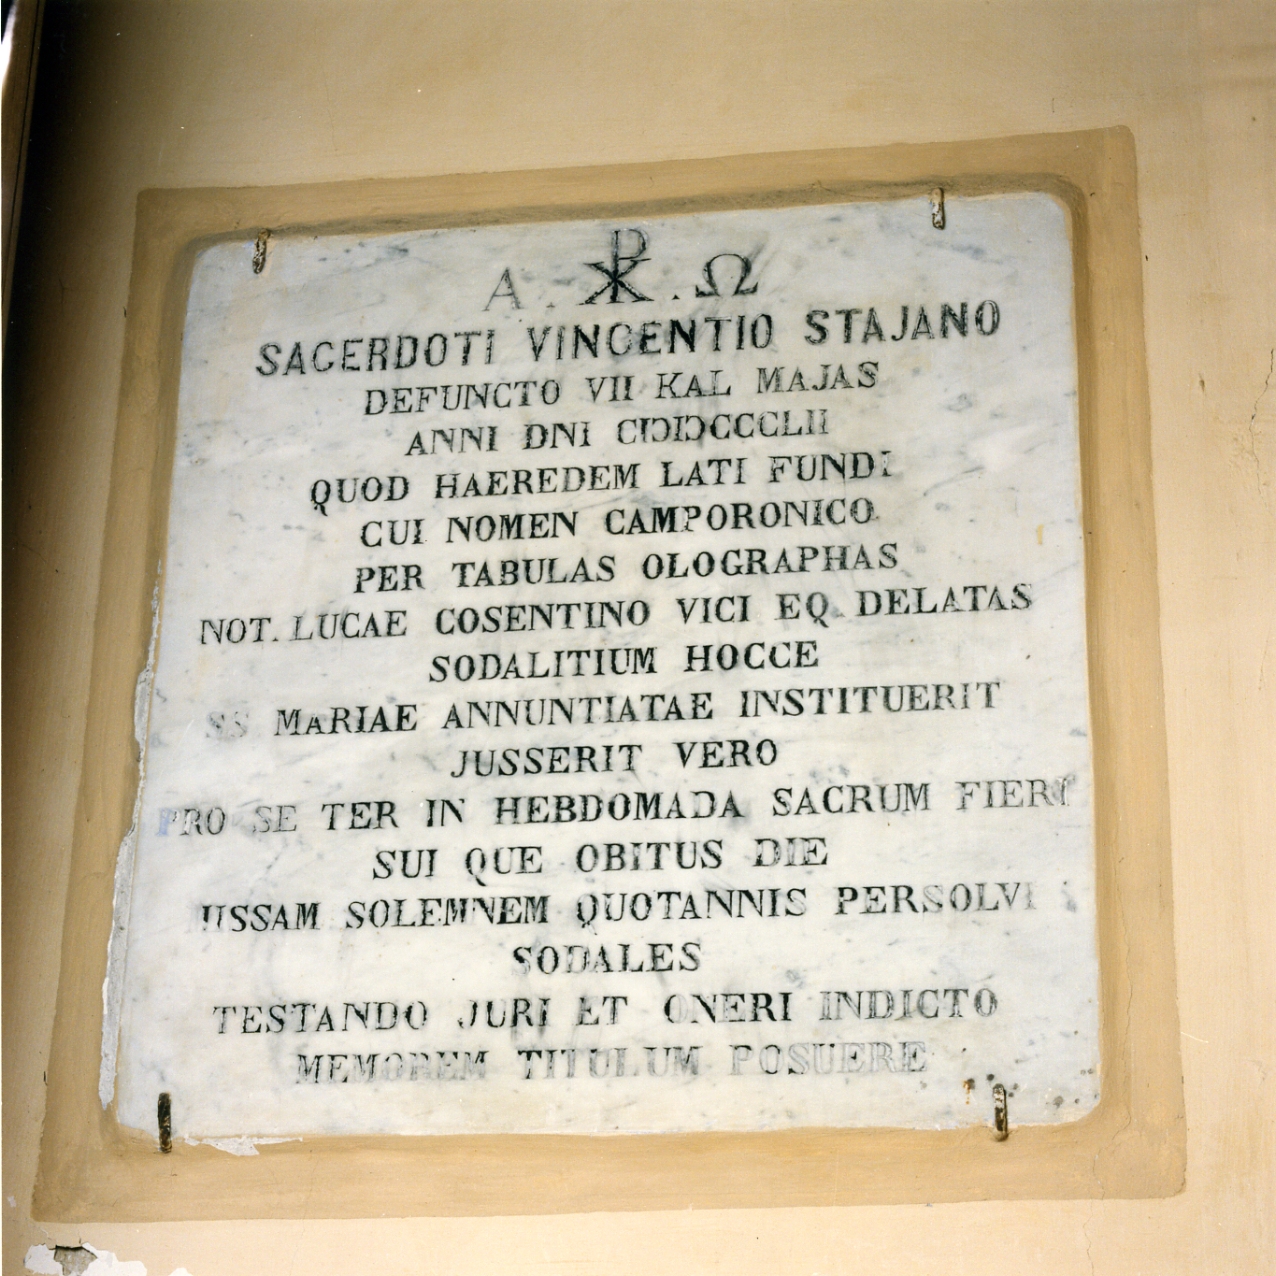 A . ☧ . Ω
SACERDOTI VINCENTIO STAJANO
DEFUNCTO VII KAL MAJAS
ANNI DNI CIƆIƆCCCLII
QUOD HAEREDEM LATI FUNDI
CUI NOMEN CAMPORONICO
PER TABULAS OLOGRAPHAS
NOT. LUCAE COSENTINO VICI EQ. DELATAS
SODALITIUM HOCCE
SS MARIAE ANNUNTIATAE INSTITUERIT
JUSSERIT VERO
PRO SE TER IN HEBDOMADA SACRUM FIERI
SUI QUE OBITUS DIE
USSAM SOLEMNEM QUOTANNIS PERSOLVI
SODALES
TESTANDO JURI ET ONERI INDICTO
MEMOREM TITULUM POSUERE